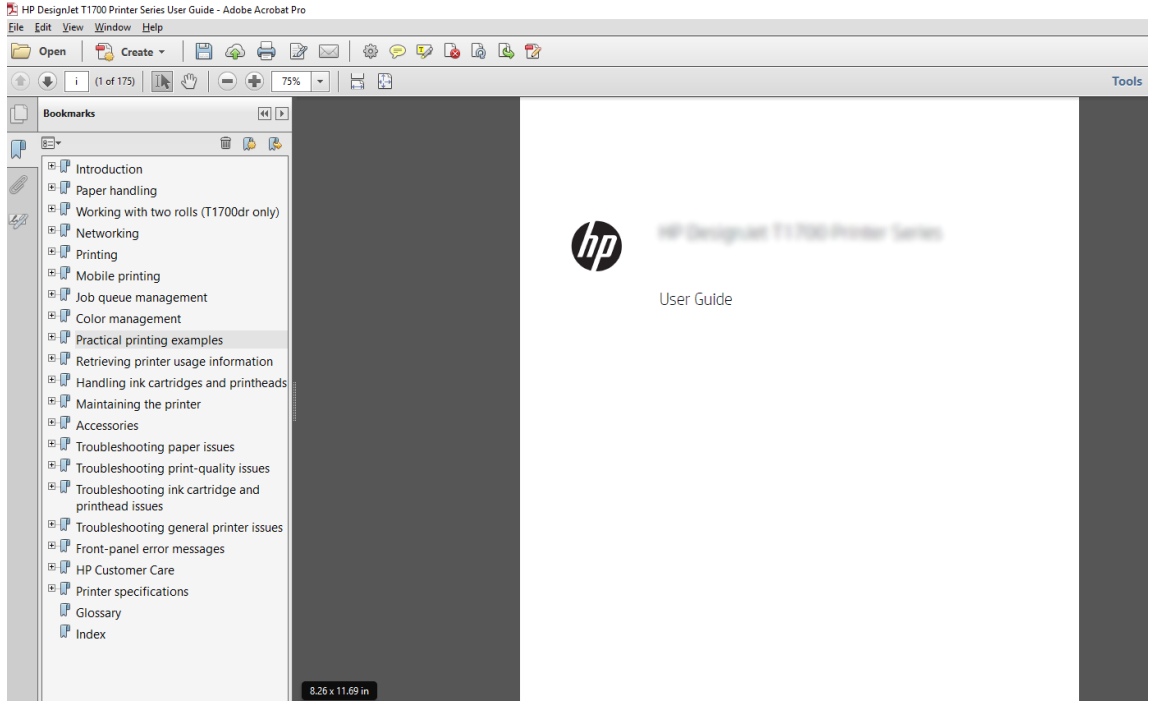 HP DesignJet T1700 Printer Series User Guide - Adobe Acrobat Pro
File Edit View Window Help
Open Create
i (1 of 175) 75% Tools
Bookmarks
Introduction
Paper handling
Working with two rolls (T1700dr only)
Networking
Printing
Mobile printing
Job queue management
Color management
Practical printing examples
Retrieving printer usage information
Handling ink cartridges and printheads
Maintaining the printer
Accessories
Troubleshooting paper issues
Troubleshooting print-quality issues
Troubleshooting ink cartridge and
printhead issues
Troubleshooting general printer issues
Front-panel error messages
HP Customer Care
Printer specifications
Glossary
Index
hp
User Guide
8.26 x 11.69 in